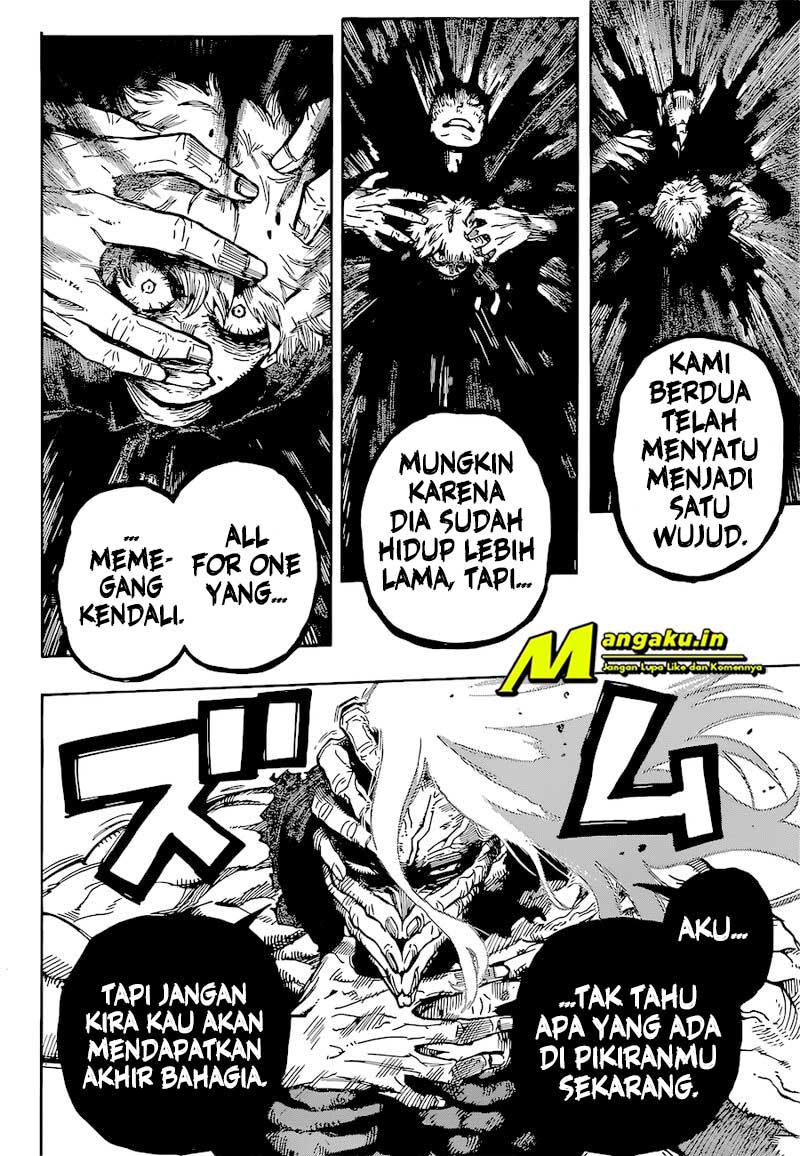 KAMI
BERDUA
TELAH
MENYATU
MENJADI
SATU
WUJUD.
MUNGKIN
KARENA
DIA SUDAH
HIDUP LEBIH
LAMA, TAPI...
ALL
FOR ONE
YANG...
...
MEME-
GANG
KENDALI.
Mangaku.in
Jangan Lupa Like dan Komennya
ズム
AKU...
...TAK TAHU
APA YANG ADA
DI PIKIRANMU
SEKARANG.
TAPI JANGAN
KIRA KAU AKAN
MENDAPATKAN
AKHIR BAHAGIA.